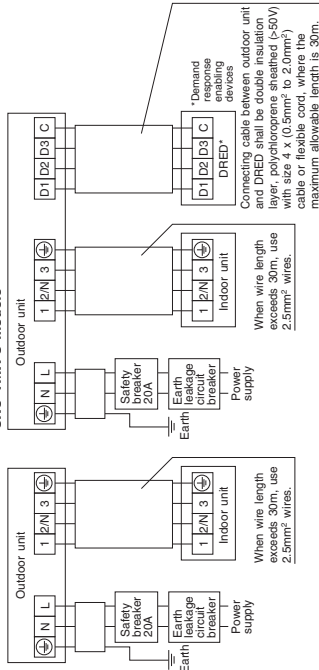 Outdoor unit
⏚ N L
1 2/N 3 ⏚
Safety
breaker
20A
Earth
leakage
circuit
breaker
Power
supply
Earth
1 2/N 3 ⏚
Indoor unit
When wire length
exceeds 30m, use
2.5mm² wires.
Outdoor unit
⏚ N L
1 2/N 3 ⏚
D1 D2 D3 C
Safety
breaker
20A
Earth
leakage
circuit
breaker
Power
supply
Earth
1 2/N 3 ⏚
Indoor unit
When wire length
exceeds 30m, use
2.5mm² wires.
D1 D2 D3 C
DRED*
*Demand
response
enabling
devices
Connecting cable between outdoor unit
and DRED shall be double insulation
layer, polychloroprene sheathed (>50V)
with size 4 x (0.5mm² to 2.0mm²)
cable or flexible cord, where the
maximum allowable length is 30m.